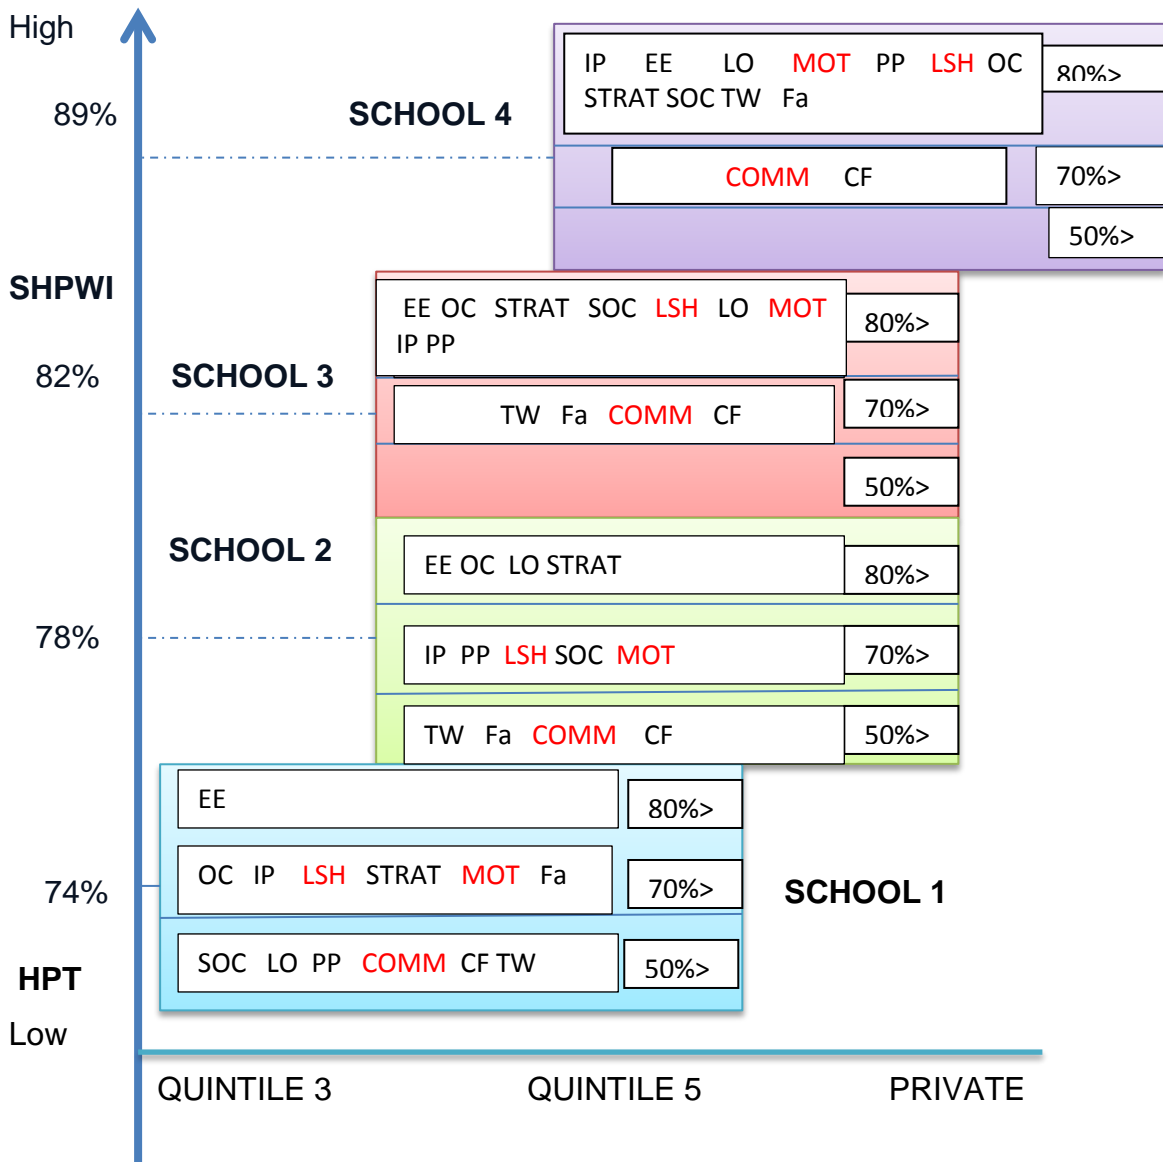 High
IP EE LO MOT PP LSH OC
80%>
STRAT SOC TW Fa
89%
SCHOOL 4
COMM CF
70%>
50%>
SHPWI
EE OC STRAT SOC LSH LO MOT
80%>
IP PP
82%
SCHOOL 3
TW Fa COMM CF
70%>
50%>
SCHOOL 2
EE OC LO STRAT
80%>
78%
IP PP LSH SOC MOT
70%>
TW Fa COMM CF
50%>
EE
80%>
74%
OC IP LSH STRAT MOT Fa
70%>
SCHOOL 1
SOC LO PP COMM CF TW
50%>
HPT
Low
QUINTILE 3 QUINTILE 5 PRIVATE